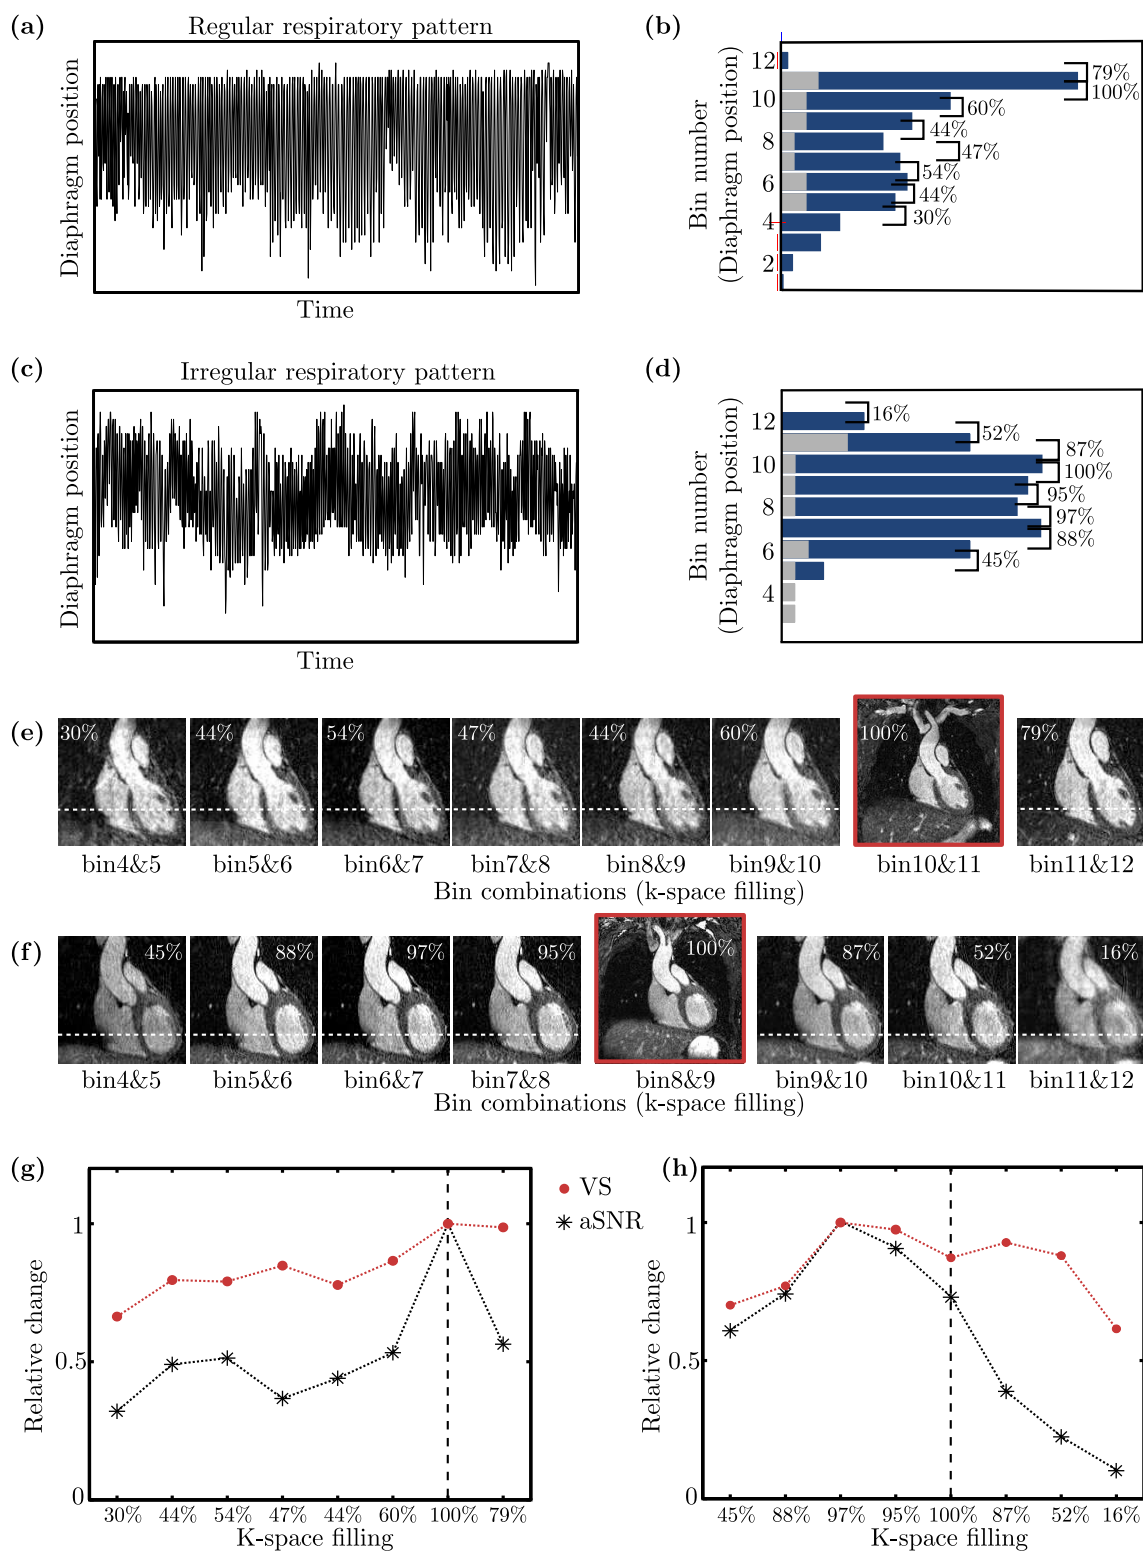 (a)
Regular respiratory pattern
Diaphragm position
Time
(b)
Bin number
(Diaphragm position)
12
10
8
6
4
2
79%
100%
60%
44%
47%
54%
44%
30%
(c)
Irregular respiratory pattern
Diaphragm position
Time
(d)
Bin number
(Diaphragm position)
12
10
8
6
4
16%
52%
87%
100%
95%
97%
88%
45%
(e)
30% 44% 54% 47% 44% 60% 100% 79%
bin4&5 bin5&6 bin6&7 bin7&8 bin8&9 bin9&10 bin10&11 bin11&12
Bin combinations (k-space filling)
(f)
45% 88% 97% 95% 100% 87% 52% 16%
bin4&5 bin5&6 bin6&7 bin7&8 bin8&9 bin9&10 bin10&11 bin11&12
Bin combinations (k-space filling)
(g)
Relative change
1
0.5
0
30% 44% 54% 47% 44% 60% 100% 79%
K-space filling
VS
aSNR
(h)
Relative change
1
0.5
0
45% 88% 97% 95% 100% 87% 52% 16%
K-space filling